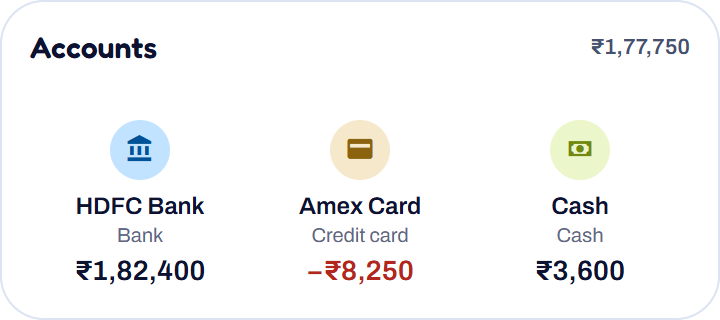 Accounts
₹1,77,750
HDFC Bank
Bank
₹1,82,400
Amex Card
Credit card
−₹8,250
Cash
Cash
₹3,600